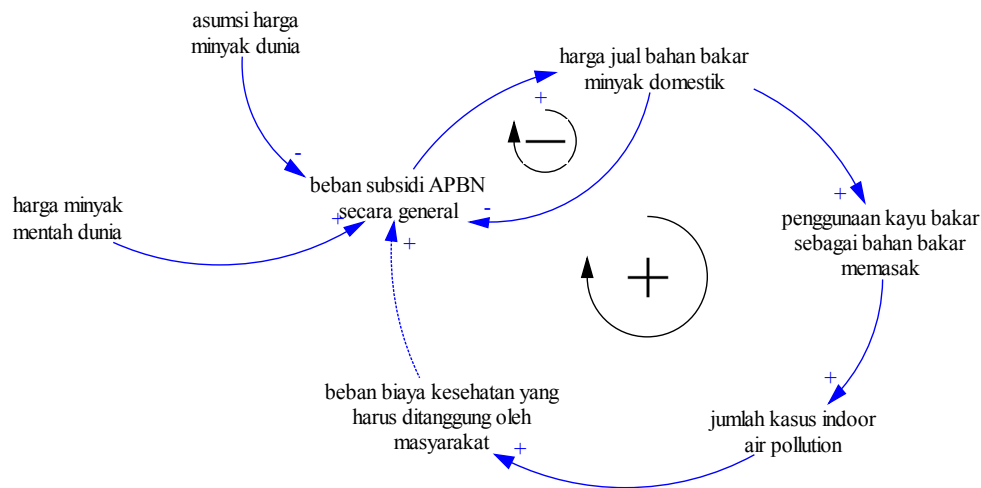 asumsi harga
minyak dunia
harga jual bahan bakar
minyak domestik
+
-
beban subsidi APBN
secara general
-
+
harga minyak
mentah dunia
+
penggunaan kayu bakar
sebagai bahan bakar
memasak
+
+
beban biaya kesehatan yang
harus ditanggung oleh
masyarakat
+
jumlah kasus indoor
air pollution
+
—
+